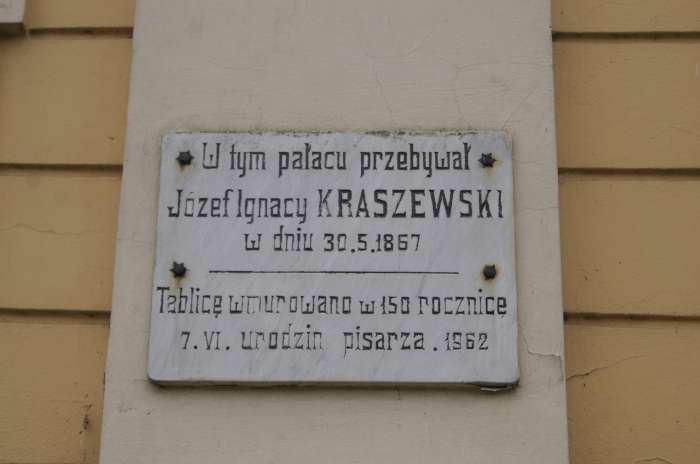 W tym pałacu przebywał
Józef Ignacy KRASZEWSKI
w dniu 30.5.1867
Tablicę wmurowano w 150 rocznicę
7.VI. urodzin pisarza . 1962